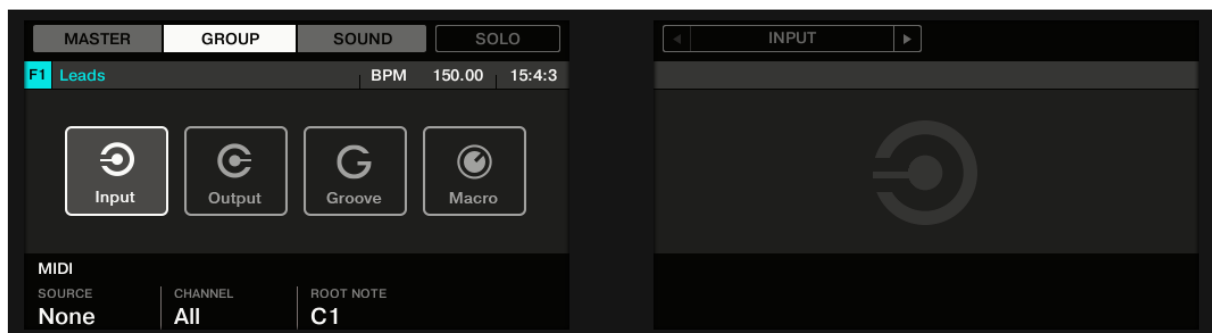 MASTER GROUP SOUND SOLO
INPUT
F1 Leads BPM 150.00 15:4:3
Input Output Groove Macro
MIDI
SOURCE CHANNEL ROOT NOTE
None All C1